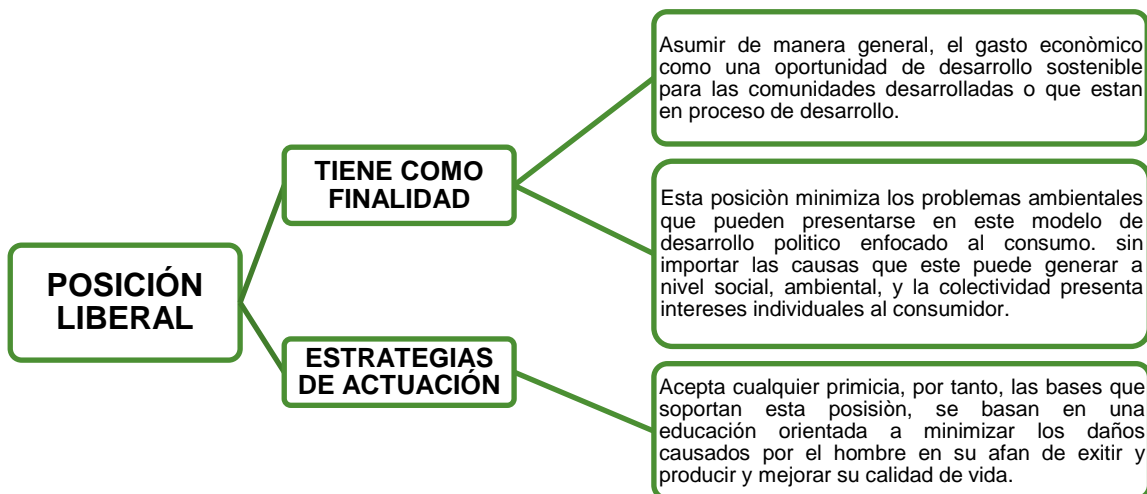 POSICIÓN
LIBERAL
TIENE COMO
FINALIDAD
Asumir de manera general, el gasto econòmico
como una oportunidad de desarrollo sostenible
para las comunidades desarrolladas o que estan
en proceso de desarrollo.
Esta posiciòn minimiza los problemas ambientales
que pueden presentarse en este modelo de
desarrollo politico enfocado al consumo. sin
importar las causas que este puede generar a
nivel social, ambiental, y la colectividad presenta
intereses individuales al consumidor.
ESTRATEGIAS
DE ACTUACIÓN
Acepta cualquier primicia, por tanto, las bases que
soportan esta posisiòn, se basan en una
educación orientada a minimizar los daños
causados por el hombre en su afan de exitir y
producir y mejorar su calidad de vida.